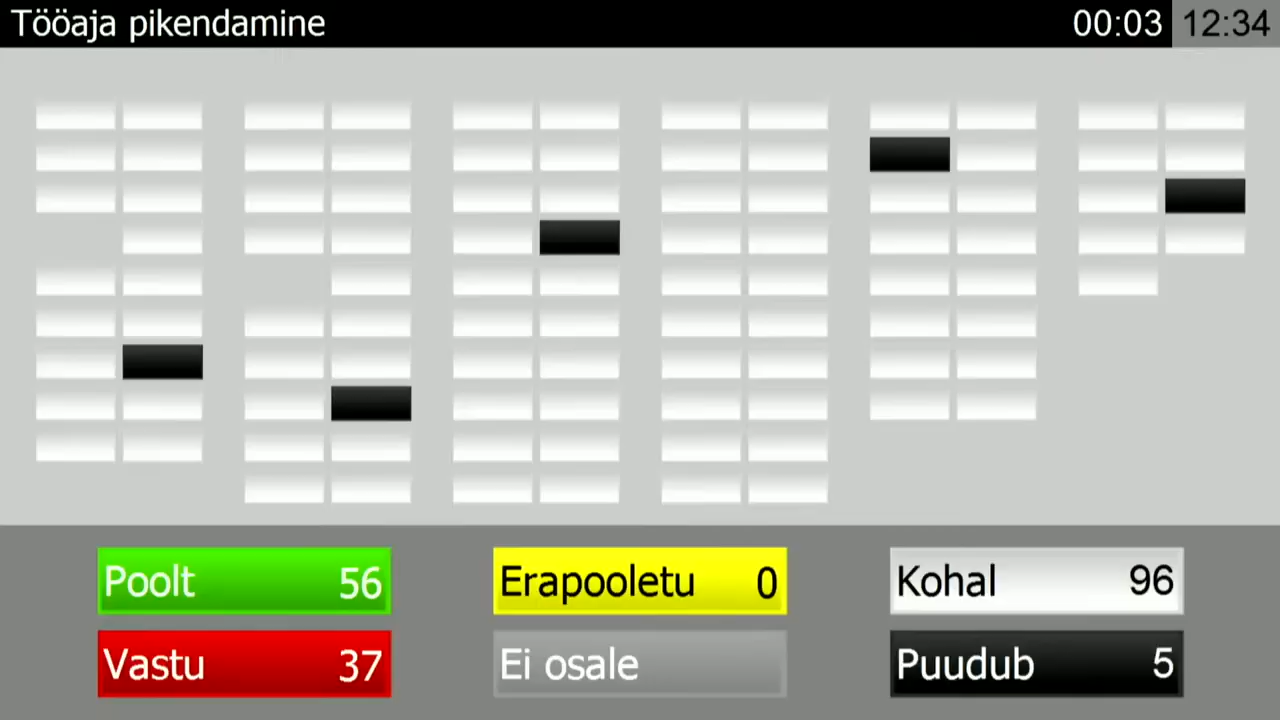 Tööaja pikendamine 00:03 12:34
Poolt 56 Erapooletu 0 Kohal 96
Vastu 37 Ei osale Puudub 5